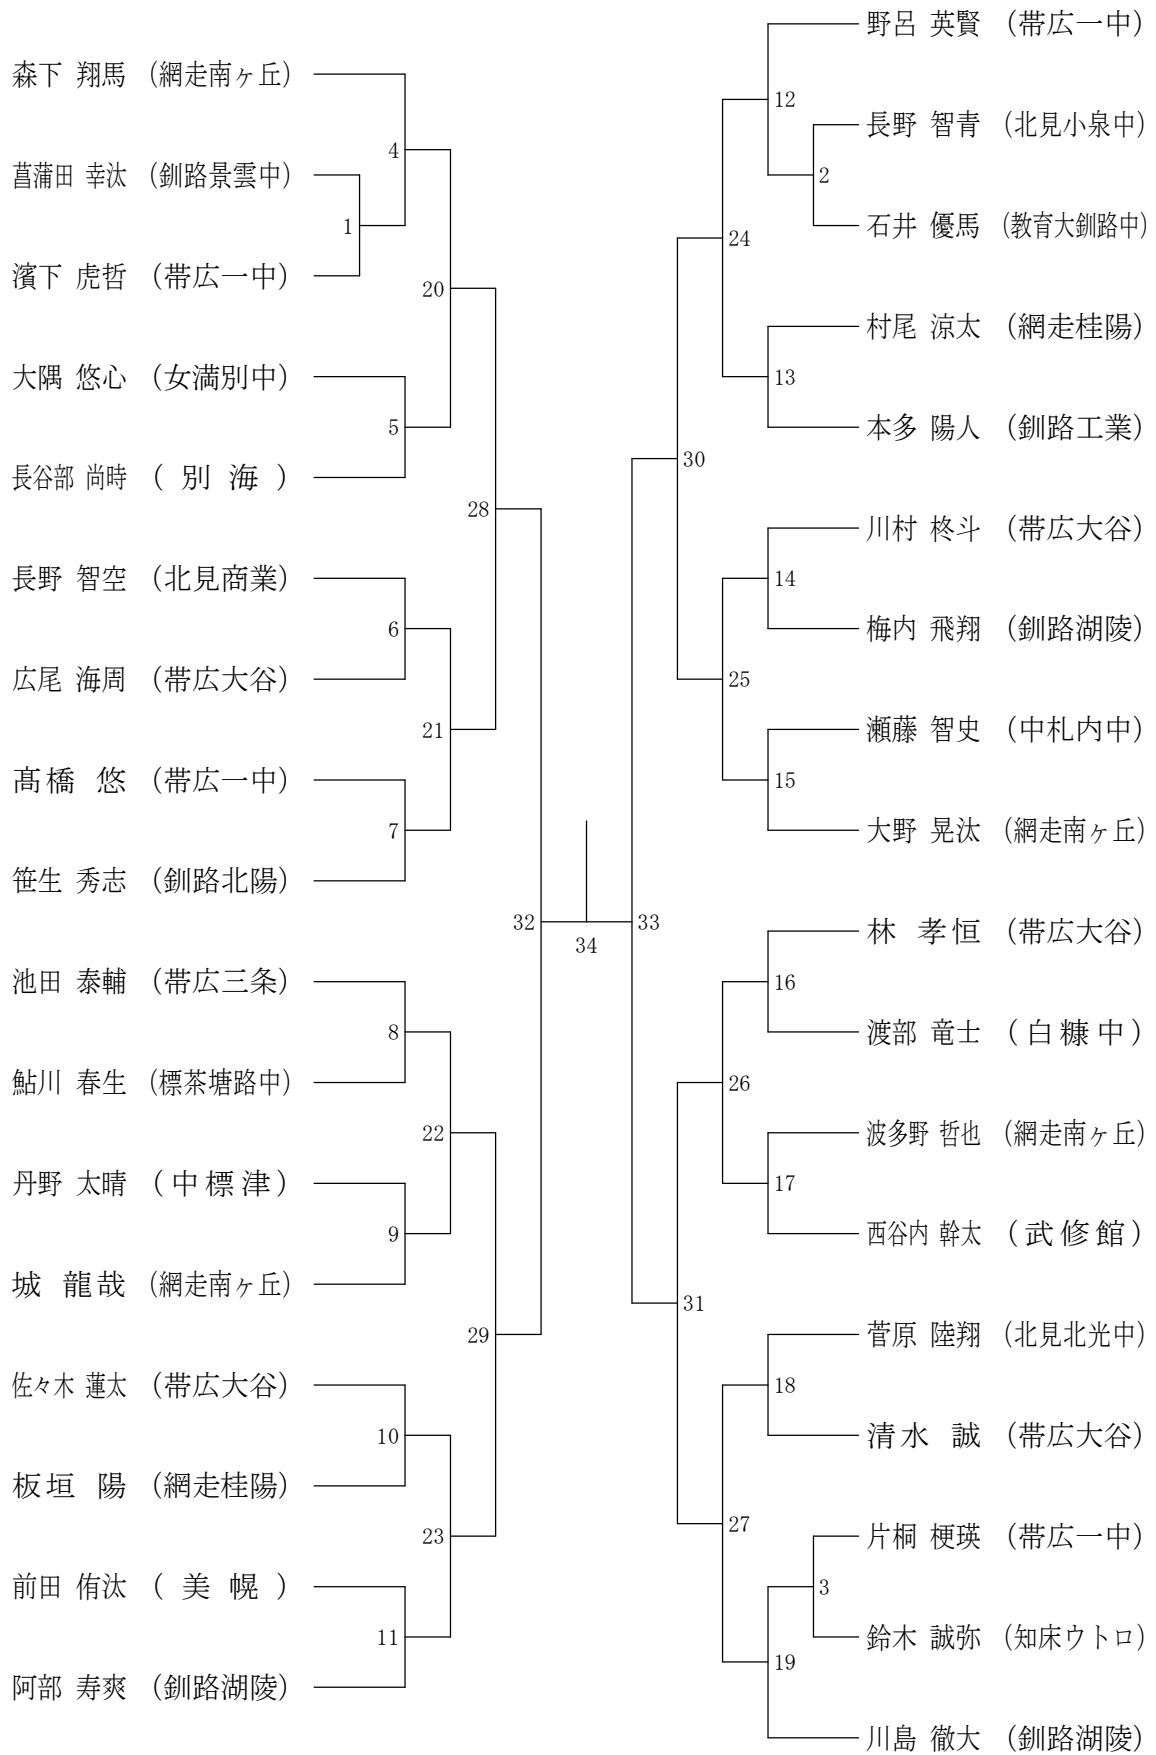 森下 翔馬 (網走南ヶ丘)
菖蒲田 幸汰 (釧路景雲中)
濱下 虎哲 (帯広一中)
大隅 悠心 (女満別中)
長谷部 尚時 ( 別 海 )
長野 智空 (北見商業)
広尾 海周 (帯広大谷)
髙橋 悠 (帯広一中)
笹生 秀志 (釧路北陽)
池田 泰輔 (帯広三条)
鮎川 春生 (標茶塘路中)
丹野 太晴 (中標津)
城 龍哉 (網走南ヶ丘)
佐々木 蓮太 (帯広大谷)
板垣 陽 (網走桂陽)
前田 侑汰 ( 美 幌 )
阿部 寿爽 (釧路湖陵)
1
4
5
6
7
8
9
10
11
20
21
22
23
28
29
32
34
33
30
31
24
25
26
27
12
2
13
14
15
16
17
18
3
19
野呂 英賢 (帯広一中)
長野 智青 (北見小泉中)
石井 優馬 (教育大釧路中)
村尾 涼太 (網走桂陽)
本多 陽人 (釧路工業)
川村 柊斗 (帯広大谷)
梅内 飛翔 (釧路湖陵)
瀬藤 智史 (中札内中)
大野 晃汰 (網走南ヶ丘)
林 孝恒 (帯広大谷)
渡部 竜士 (白糠中)
波多野 哲也 (網走南ヶ丘)
西谷内 幹太 (武修館)
菅原 陸翔 (北見北光中)
清水 誠 (帯広大谷)
片桐 梗瑛 (帯広一中)
鈴木 誠弥 (知床ウトロ)
川島 徹大 (釧路湖陵)